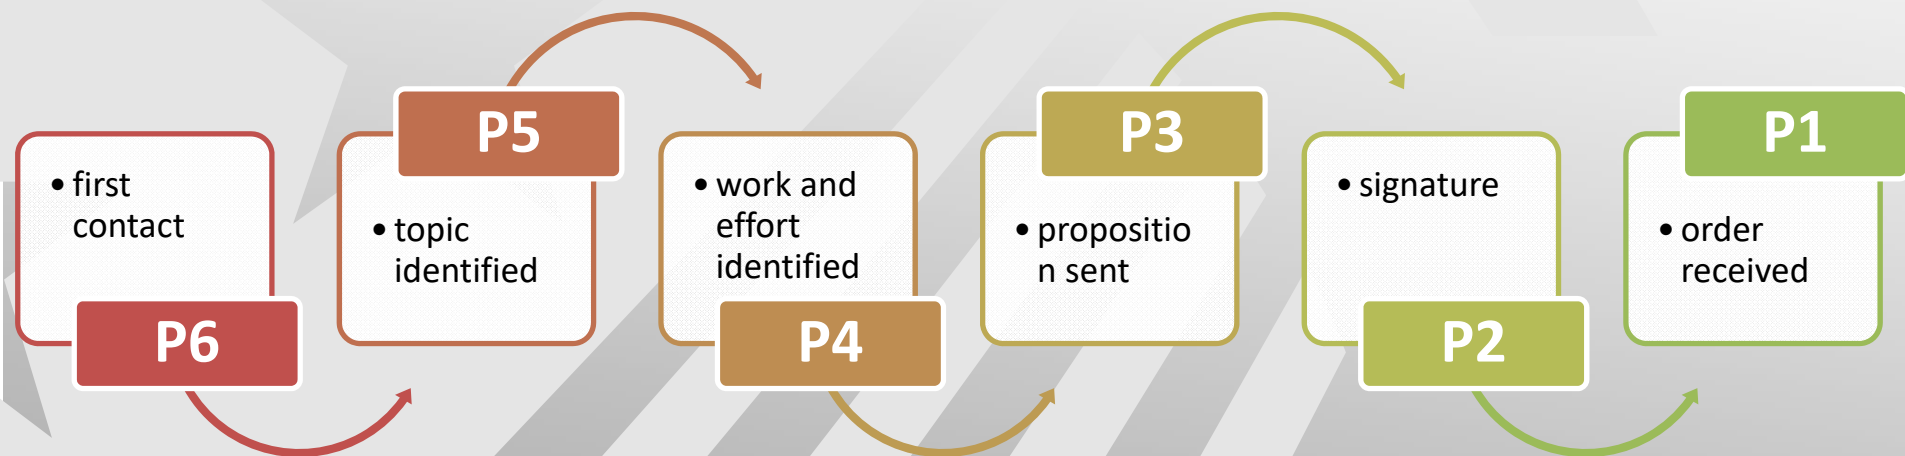 • first
contact
P6
P5
• topic
identified
• work and
effort
identified
P4
P3
• propositio
n sent
• signature
P2
P1
• order
received